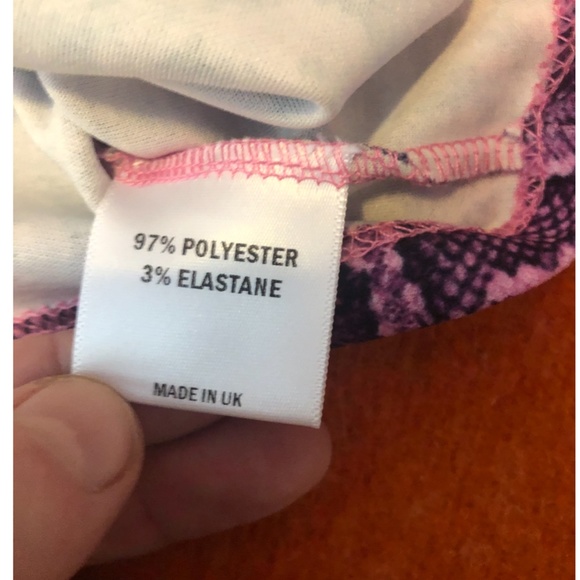 97% POLYESTER
3% ELASTANE
MADE IN UK